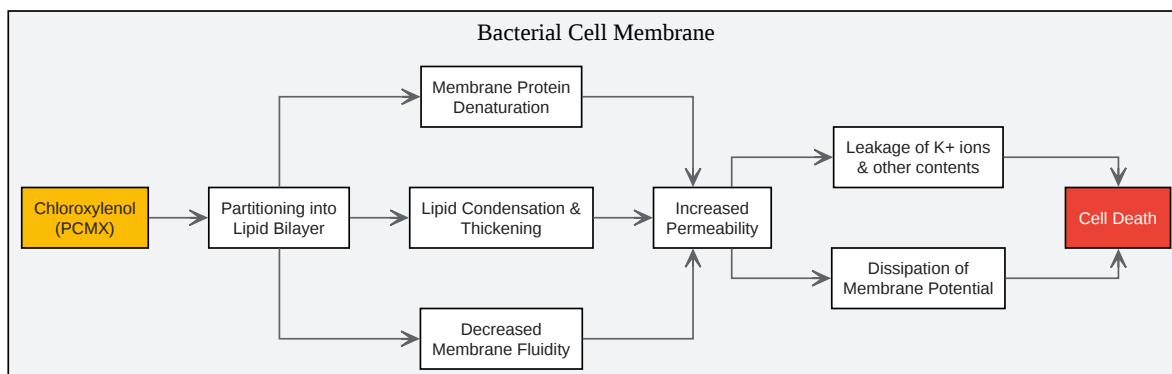 Bacterial Cell Membrane
Membrane Protein
Denaturation
Leakage of K+ ions
& other contents
Chloroxylenol
(PCMX)
Partitioning into
Lipid Bilayer
Lipid Condensation &
Thickening
Increased
Permeability
Cell Death
Dissipation of
Membrane Potential
Decreased
Membrane Fluidity